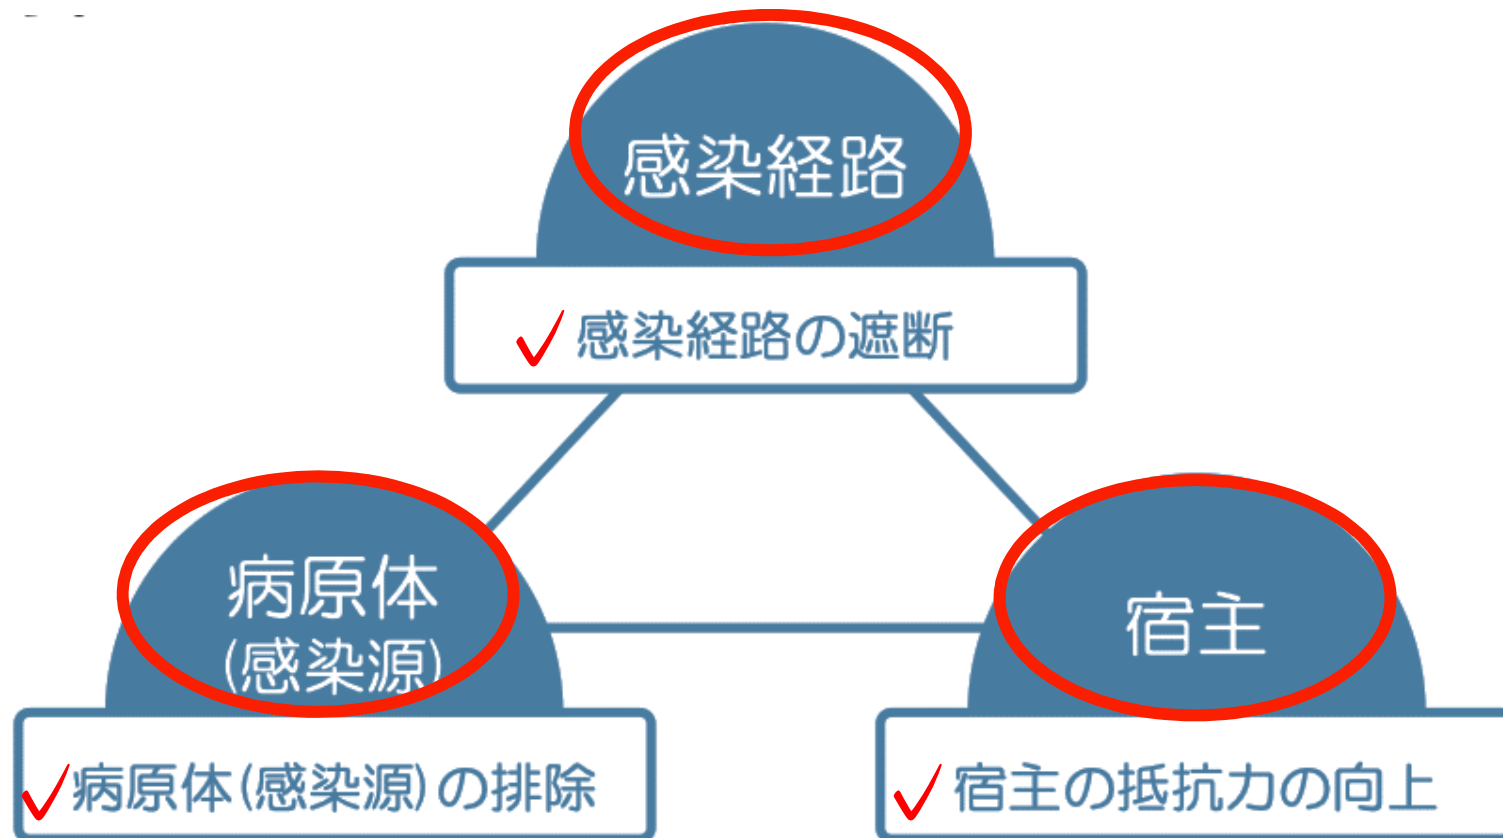 感染経路
感染経路の遮断
病原体
(感染源)
宿主
病原体(感染源)の排除
宿主の抵抗力の向上